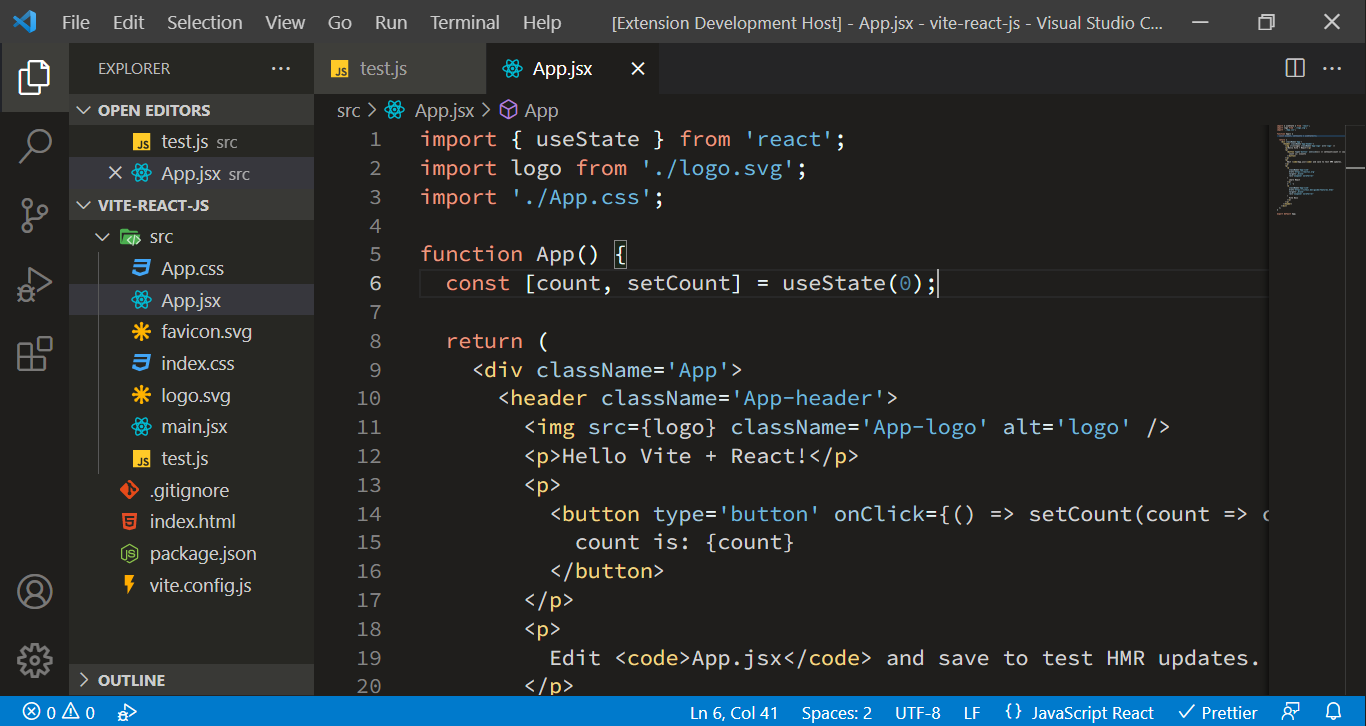 File Edit Selection View Go Run Terminal Help [Extension Development Host] - App.jsx - vite-react-js - Visual Studio C...
EXPLORER ...
OPEN EDITORS
JS test.js src
App.jsx src
VITE-REACT-JS
src
App.css
App.jsx
favicon.svg
index.css
logo.svg
main.jsx
JS test.js
.gitignore
index.html
package.json
vite.config.js
OUTLINE
JS test.js App.jsx
src > App.jsx > App
1 import { useState } from 'react';
2 import logo from './logo.svg';
3 import './App.css';
4
5 function App() {
6 const [count, setCount] = useState(0);
7
8 return (
9 <div className='App'>
10 <header className='App-header'>
11 <img src={logo} className='App-logo' alt='logo' />
12 <p>Hello Vite + React!</p>
13 <p>
14 <button type='button' onClick={() => setCount(count => c
15 count is: {count}
16 </button>
17 </p>
18 <p>
19 Edit <code>App.jsx</code> and save to test HMR updates.
20 </p>
0 0 Ln 6, Col 41 Spaces: 2 UTF-8 LF {} JavaScript React Prettier